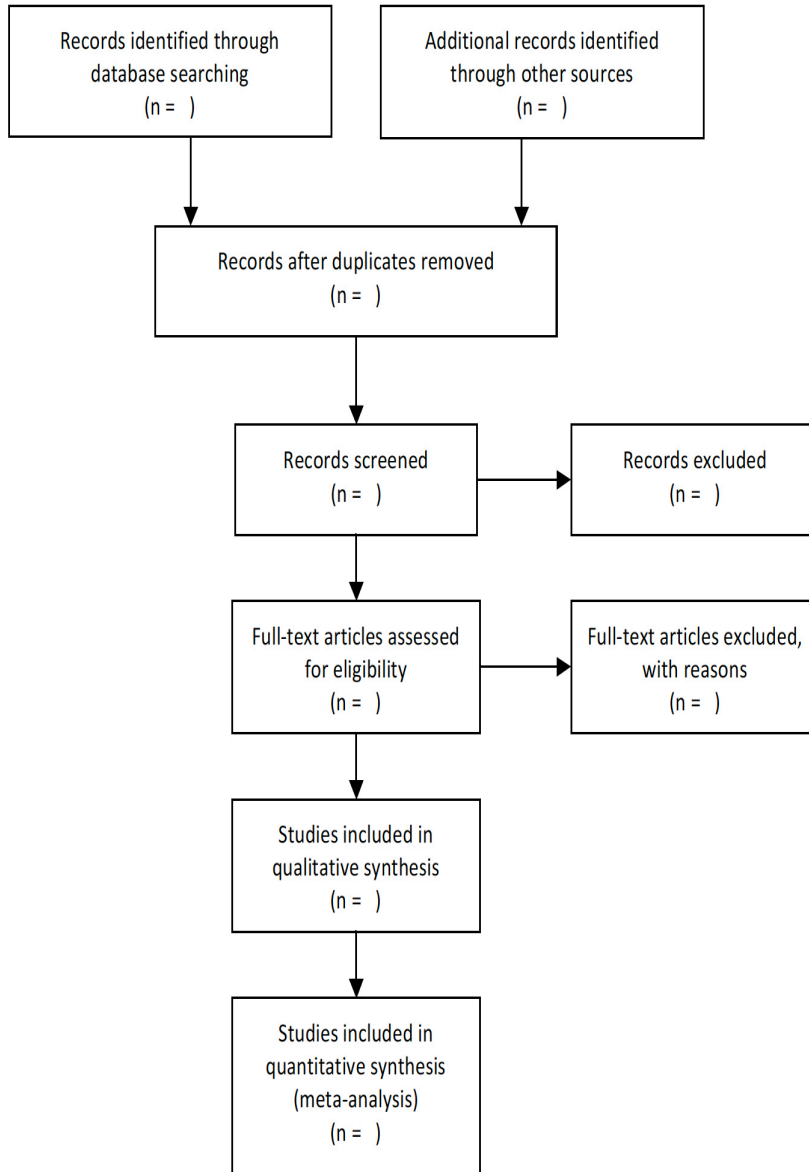 Records identified through
database searching
(n =   )
Additional records identified
through other sources
(n =   )
Records after duplicates removed
(n =   )
Records screened
(n =   )
Records excluded
(n =   )
Full-text articles assessed
for eligibility
(n =   )
Full-text articles excluded,
with reasons
(n =   )
Studies included in
qualitative synthesis
(n =   )
Studies included in
quantitative synthesis
(meta-analysis)
(n =   )